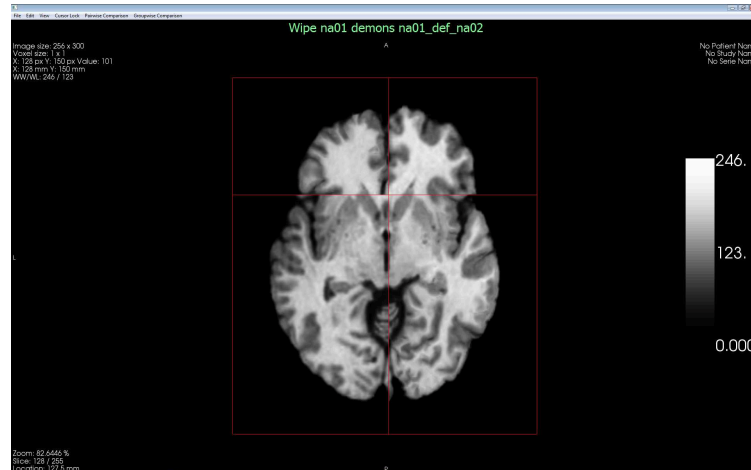 File Edit View Cursor Lock Pairwise Comparison Groupwise Comparison
Wipe na01 demons na01_def_na02
Image size: 256 x 300
Voxel size: 1 x 1
X: 128 px Y: 150 px Value: 101
X: 128 mm Y: 150 mm
WW/WL: 246 / 123
A
No Patient Nam
No Study Nam
No Serie Nam
246.
123.
0.000
L
Zoom: 82.6446 %
Slice: 128 / 255
Location: 127.5 mm
P